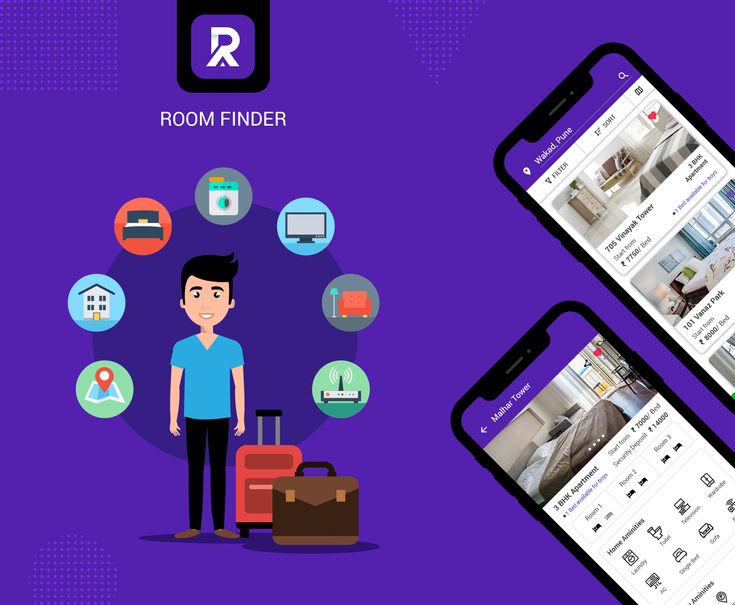 R
ROOM FINDER
Wakad, Pune
FILTER
SORT
3 BHK
Apartment
1 Bed available for boys
705 Vinayak Tower
Start from
₹ 7750/ Bed
101 Vanaz Park
Start from
₹ 8000/ Bed
Malhar Tower
3 BHK Apartment
1 Bed available for boys
Start from ₹ 7000/ Bed
Security Deposit ₹ 14000
Room 1
Room 2
Room 3
Home Aminities
Laundry
Toilet
Television
Wardrobe
AC
Single Bed
Sofa
Aminities